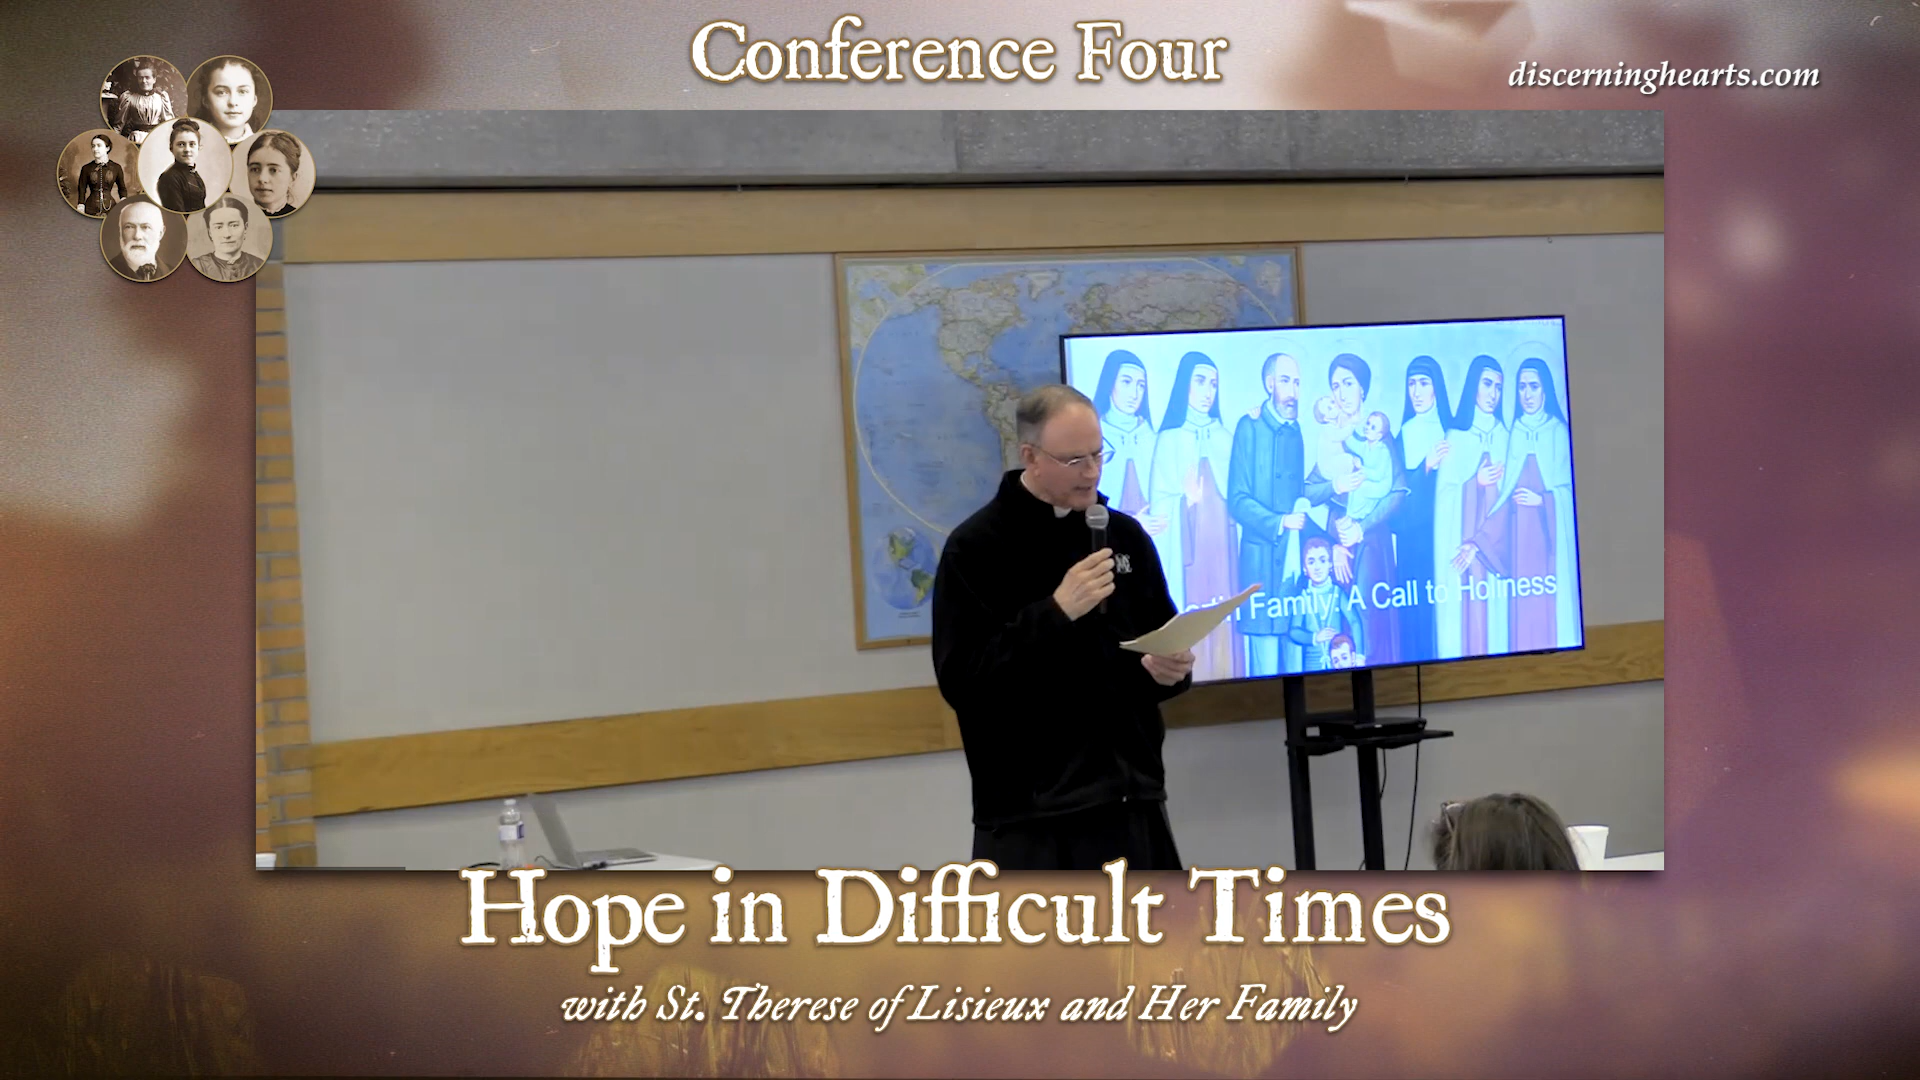 Conference Four
discerninghearts.com
Family: A Call to Holiness
Hope in Difficult Times
with St. Therese of Lisieux and Her Family